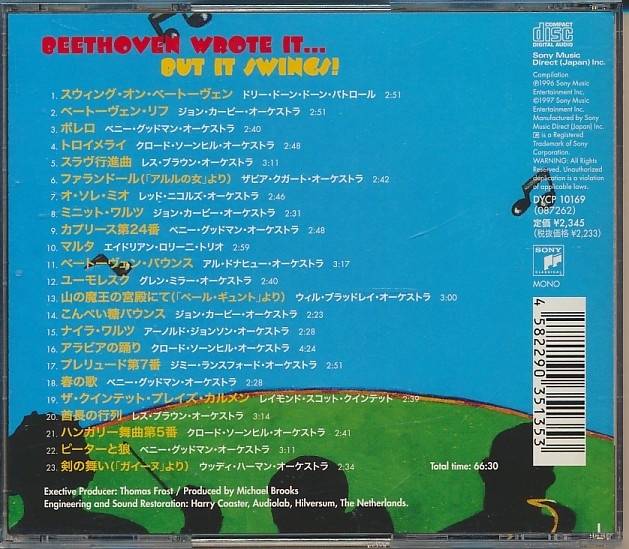 BEETHOVEN WROTE IT...
BUT IT SWINGS!
1. スウィング・オン・ベートーヴェン ドリー・ドーン・ドーン・パトロール 2:51
2. ベートーヴェン・リフ ジョン・カービー・オーケストラ 2:51
3. ボレロ ベニー・グッドマン・オーケストラ 2:40
4. トロイメライ クロード・ソーンヒル・オーケストラ 2:48
5. スラヴ行進曲 レス・ブラウン・オーケストラ 3:11
6. ファランドール(「アルルの女」より) ザビア・クガート・オーケストラ 2:42
7. オ・ソレ・ミオ レッド・ニコルズ・オーケストラ 2:46
8. ミニット・ワルツ ジョン・カービー・オーケストラ 2:31
9. カプリース第24番 ベニー・グッドマン・オーケストラ 2:48
10. マルタ エイドリアン・ロリーニ・トリオ 2:59
11. ベートーヴェン・バウンス アル・ドナヒュー・オーケストラ 3:17
12. ユーモレスク グレン・ミラー・オーケストラ 2:40
13. 山の魔王の宮殿にて(「ペール・ギュント」より) ウィル・ブラッドレイ・オーケストラ 3:00
14. こんぺい糖バウンス ジョン・カービー・オーケストラ 2:23
15. ナイラ・ワルツ アーノルド・ジョンソン・オーケストラ 2:28
16. アラビアの踊り クロード・ソーンヒル・オーケストラ 4:24
17. プレリュード第7番 ジミー・ランスフォード・オーケストラ 2:51
18. 春の歌 ベニー・グッドマン・オーケストラ 2:28
19. ザ・クインテット・プレイズ・カルメン レイモンド・スコット・クインテット 2:39
20. 酋長の行列 レス・ブラウン・オーケストラ 3:14
21. ハンガリー舞曲第5番 クロード・ソーンヒル・オーケストラ 2:41
22. ピーターと狼 ベニー・グッドマン・オーケストラ 3:11
23. 剣の舞い(「ガイーヌ」より) ウッディ・ハーマン・オーケストラ 2:34
Total time: 66:30
Exective Producer: Thomas Frost / Produced by Michael Brooks
Engineering and Sound Restoration: Harry Coaster, Audiolab, Hilversum, The Netherlands.
COMPACT
disc
DIGITAL AUDIO
Sony Music
Direct (Japan) Inc.
Compilation
℗1996 Sony Music
Entertainment Inc.
©1997 Sony Music
Entertainment Inc.
Manufactured by Sony
Music Direct (Japan) Inc.
is a Registered
Trademark of Sony
Corporation.
WARNING: All Rights
Reserved. Unauthorized
duplication is a violation
of applicable laws.
DYCP 10169
(087262)
定価 ¥2,345
(税抜価格 ¥2,233)
SONY
CLASSICAL
MONO
4 582290 351353